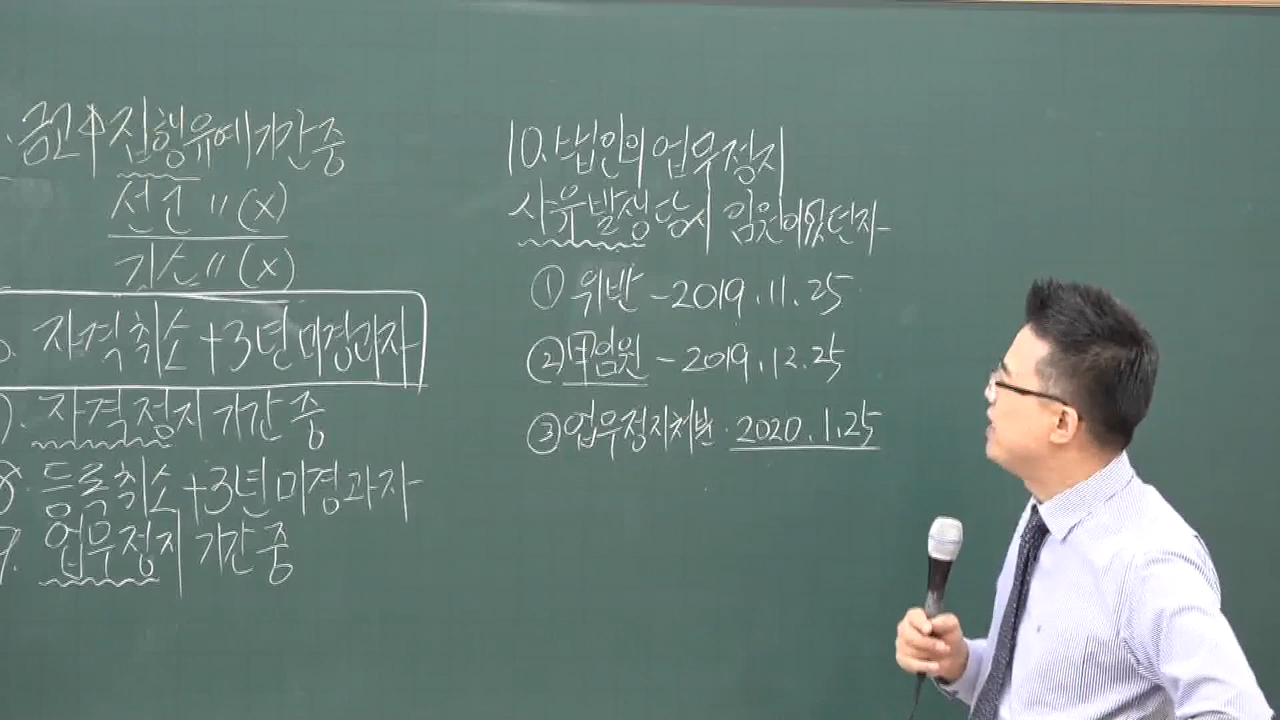 . 금고↑집행유예기간중
선고 〃(x)
기소〃(x)
자격취소+3년미경과자
). 자격정지기간 중
8. 등록취소+3년미경과자
9. 업무정지 기간중
10. 법인의 업무정지
사유발생당시 임원이었던자
① 위반 - 2019.11.25
② 임원 - 2019.12.25
③ 업무정지처분. 2020.1.25